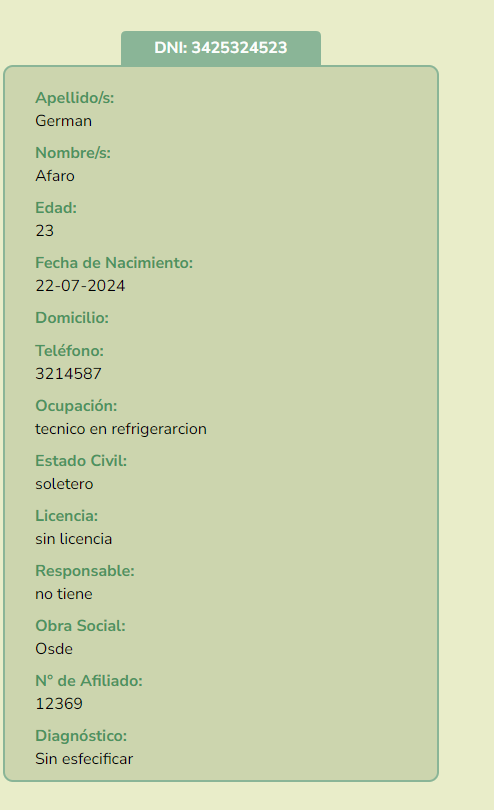 DNI: 3425324523
Apellido/s:
German
Nombre/s:
Afaro
Edad:
23
Fecha de Nacimiento:
22-07-2024
Domicilio:
Teléfono:
3214587
Ocupación:
tecnico en refrigerarcion
Estado Civil:
soletero
Licencia:
sin licencia
Responsable:
no tiene
Obra Social:
Osde
N° de Afiliado:
12369
Diagnóstico:
Sin esfecificar